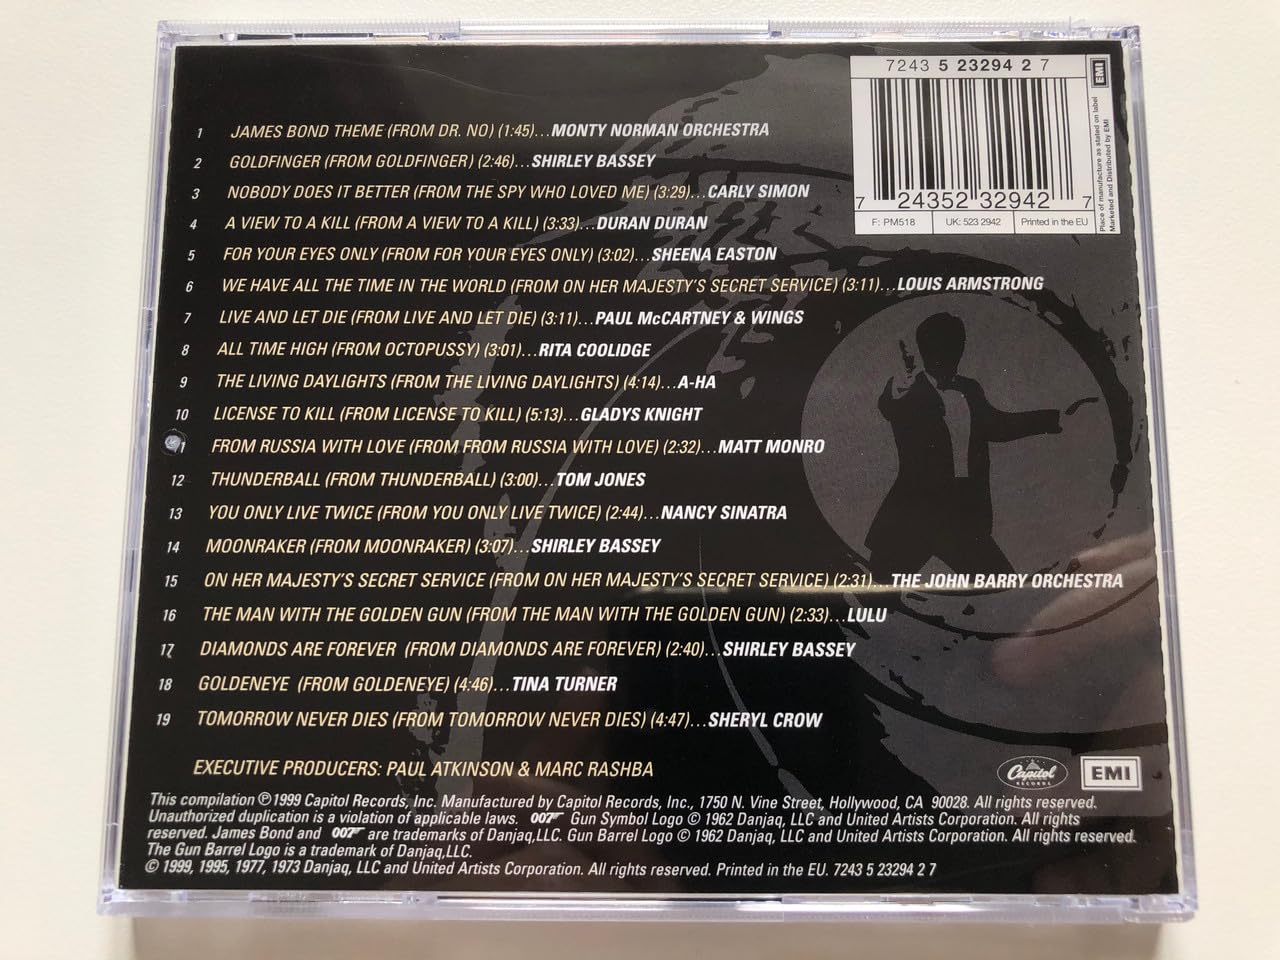 7243 5 23294 2 7
EMI
Place of manufacture as stated on label
Marketed and Distributed by EMI
7 24352 32942 7
F: PM518 UK: 523 2942 Printed in the EU
1 JAMES BOND THEME (FROM DR. NO) (1:45)...MONTY NORMAN ORCHESTRA
2 GOLDFINGER (FROM GOLDFINGER) (2:46)...SHIRLEY BASSEY
3 NOBODY DOES IT BETTER (FROM THE SPY WHO LOVED ME) (3:29)...CARLY SIMON
4 A VIEW TO A KILL (FROM A VIEW TO A KILL) (3:33)...DURAN DURAN
5 FOR YOUR EYES ONLY (FROM FOR YOUR EYES ONLY) (3:02)...SHEENA EASTON
6 WE HAVE ALL THE TIME IN THE WORLD (FROM ON HER MAJESTY'S SECRET SERVICE) (3:11)...LOUIS ARMSTRONG
7 LIVE AND LET DIE (FROM LIVE AND LET DIE) (3:11)...PAUL McCARTNEY & WINGS
8 ALL TIME HIGH (FROM OCTOPUSSY) (3:01)...RITA COOLIDGE
9 THE LIVING DAYLIGHTS (FROM THE LIVING DAYLIGHTS) (4:14)...A-HA
10 LICENSE TO KILL (FROM LICENSE TO KILL) (5:13)...GLADYS KNIGHT
1 FROM RUSSIA WITH LOVE (FROM FROM RUSSIA WITH LOVE) (2:32)...MATT MONRO
12 THUNDERBALL (FROM THUNDERBALL) (3:00)...TOM JONES
13 YOU ONLY LIVE TWICE (FROM YOU ONLY LIVE TWICE) (2:44)...NANCY SINATRA
14 MOONRAKER (FROM MOONRAKER) (3:07)...SHIRLEY BASSEY
15 ON HER MAJESTY'S SECRET SERVICE (FROM ON HER MAJESTY'S SECRET SERVICE) (2:31)...THE JOHN BARRY ORCHESTRA
16 THE MAN WITH THE GOLDEN GUN (FROM THE MAN WITH THE GOLDEN GUN) (2:33)...LULU
17 DIAMONDS ARE FOREVER (FROM DIAMONDS ARE FOREVER) (2:40)...SHIRLEY BASSEY
18 GOLDENEYE (FROM GOLDENEYE) (4:46)...TINA TURNER
19 TOMORROW NEVER DIES (FROM TOMORROW NEVER DIES) (4:47)...SHERYL CROW
EXECUTIVE PRODUCERS: PAUL ATKINSON & MARC RASHBA
Capitol RECORDS EMI
This compilation ℗1999 Capitol Records, Inc. Manufactured by Capitol Records, Inc., 1750 N. Vine Street, Hollywood, CA 90028. All rights reserved.
Unauthorized duplication is a violation of applicable laws. 007 Gun Symbol Logo © 1962 Danjaq, LLC and United Artists Corporation. All rights
reserved. James Bond and 007 are trademarks of Danjaq,LLC. Gun Barrel Logo © 1962 Danjaq, LLC and United Artists Corporation. All rights reserved.
The Gun Barrel Logo is a trademark of Danjaq,LLC.
© 1999, 1995, 1977, 1973 Danjaq, LLC and United Artists Corporation. All rights reserved. Printed in the EU. 7243 5 23294 2 7